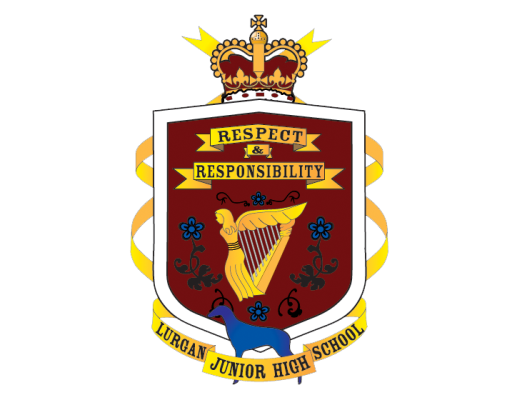 RESPECT
&
RESPONSIBILITY
LURGAN JUNIOR HIGH SCHOOL